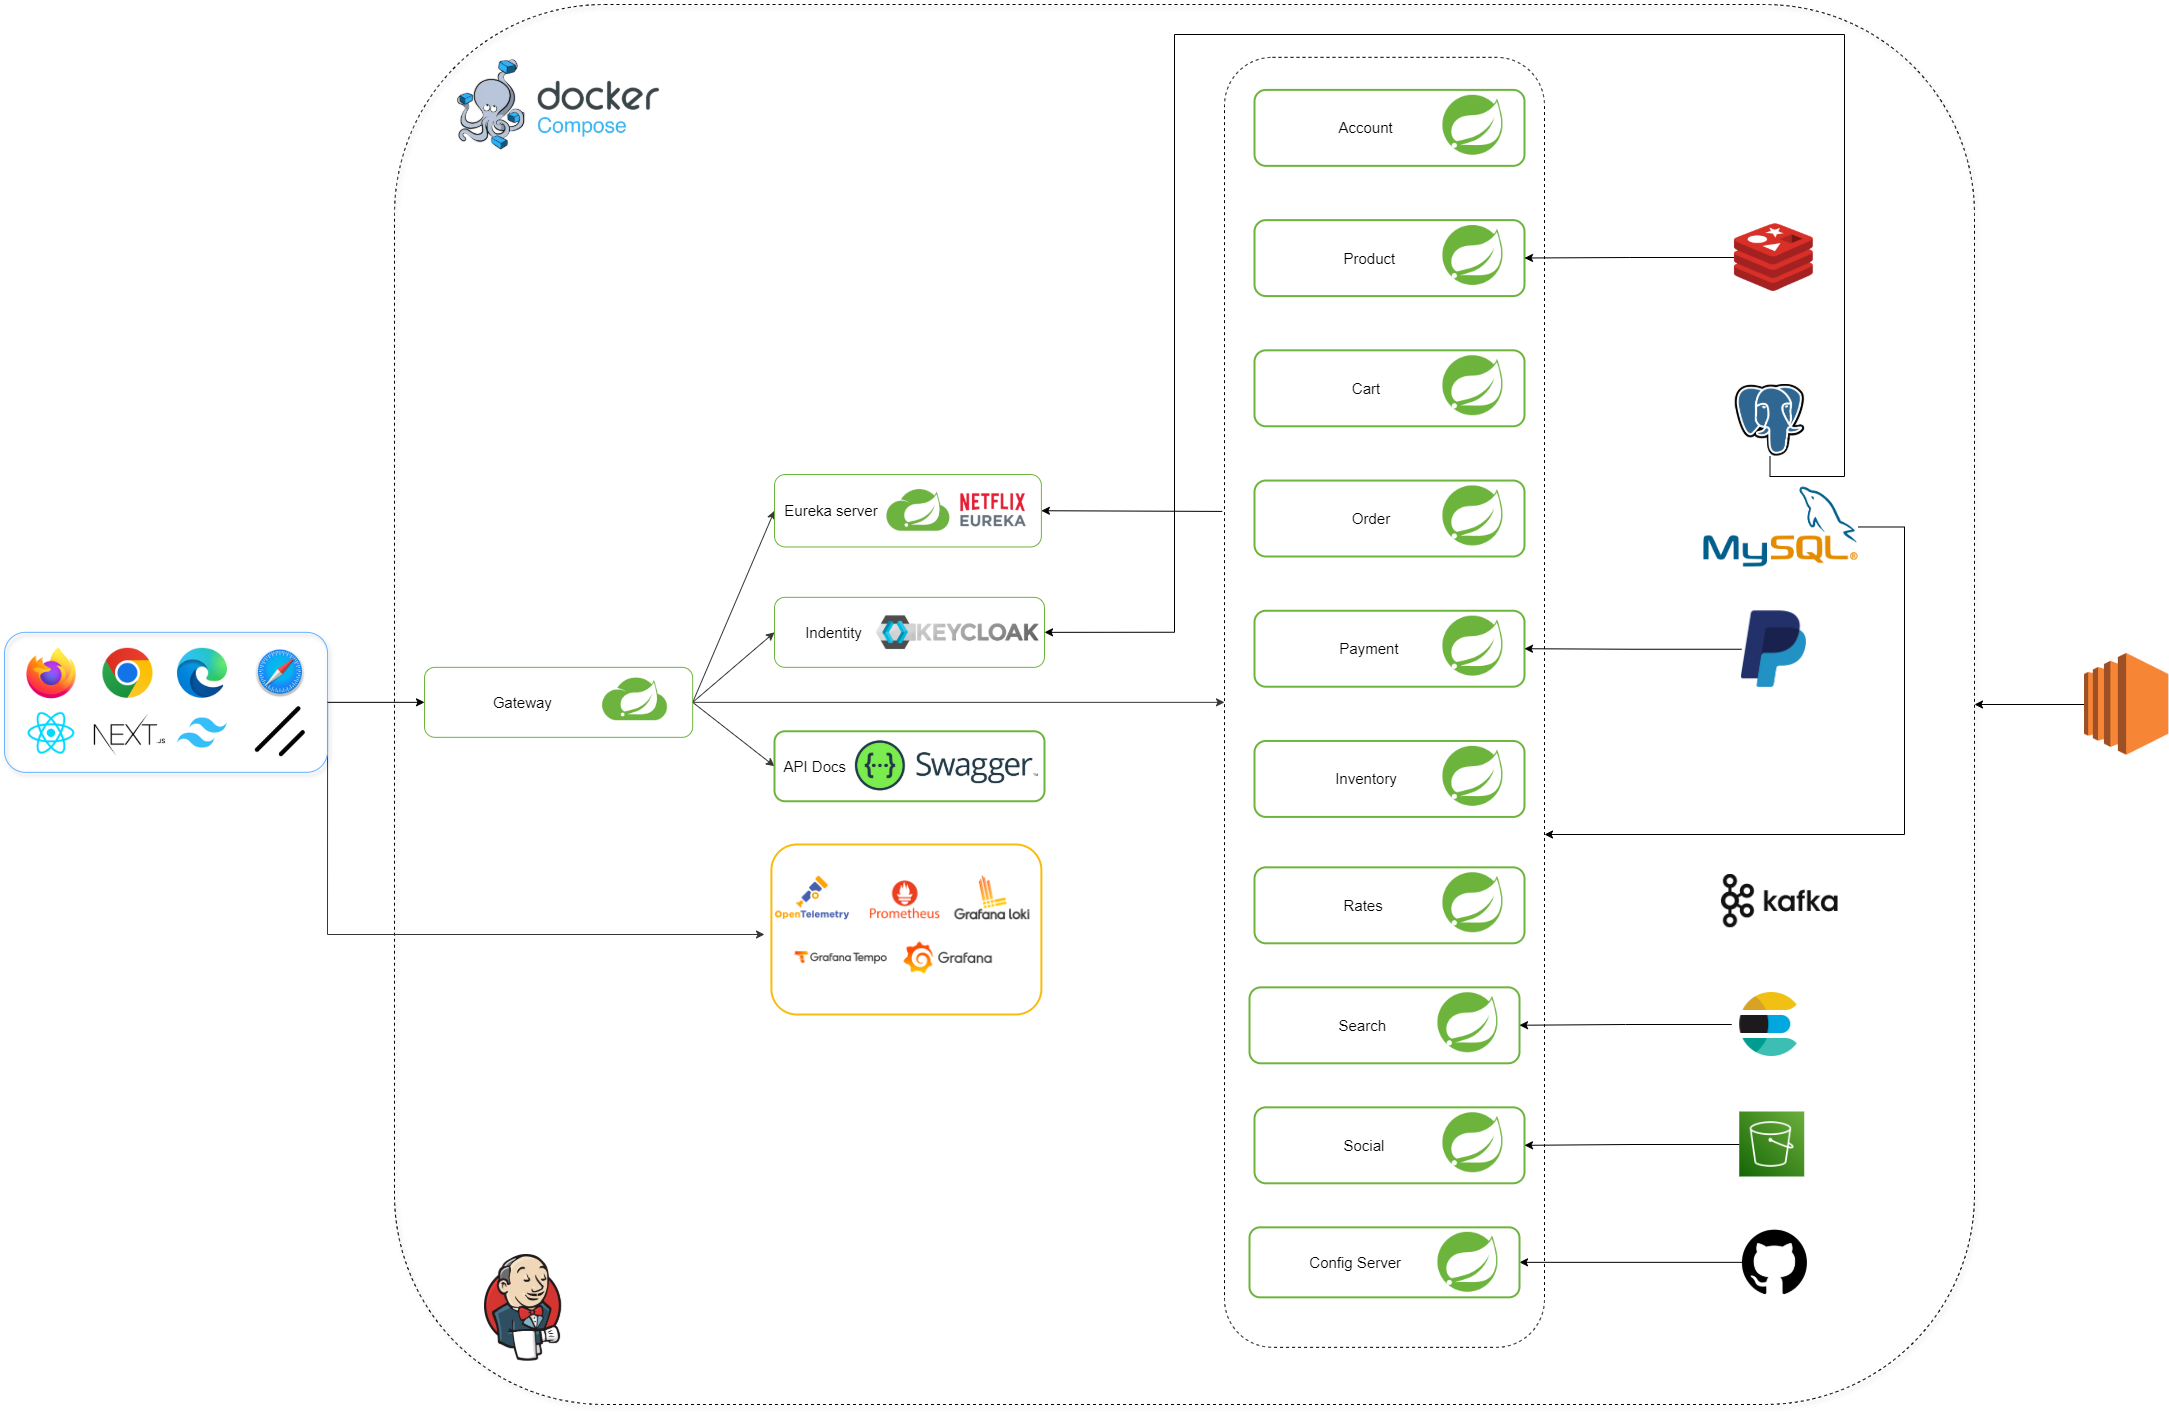 docker
Compose
Account
Product
Cart
Order
Payment
Inventory
Rates
Search
Social
Config Server
Eureka server
NETFLIX
EUREKA
Indentity
KEYCLOAK
Gateway
API Docs
Swagger
NEXT.JS
OpenTelemetry
Prometheus
Grafana loki
Grafana Tempo
Grafana
MySQL®
kafka